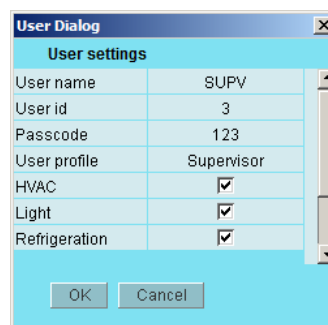 User Dialog
User settings
User name SUPV
User id 3
Passcode 123
User profile Supervisor
HVAC
Light
Refrigeration
OK Cancel